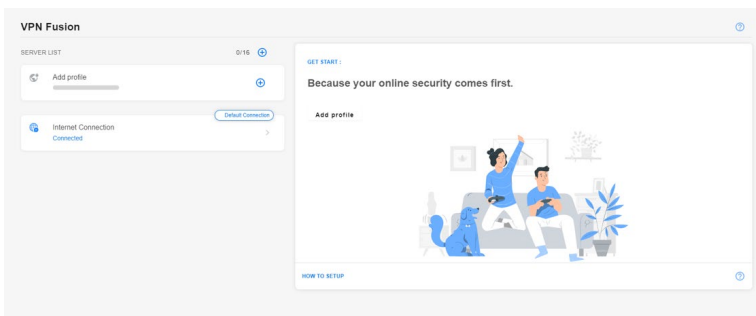 VPN Fusion
SERVER LIST
0/16
Add profile
Default Connection
Internet Connection
Connected
GET START :
Because your online security comes first.
Add profile
HOW TO SETUP